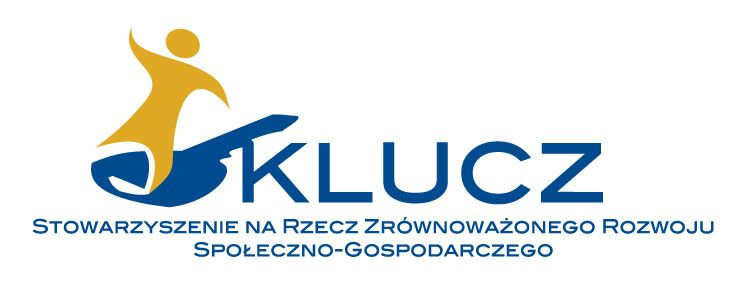 KLUCZ
Stowarzyszenie na Rzecz Zrównoważonego Rozwoju
Społeczno-Gospodarczego